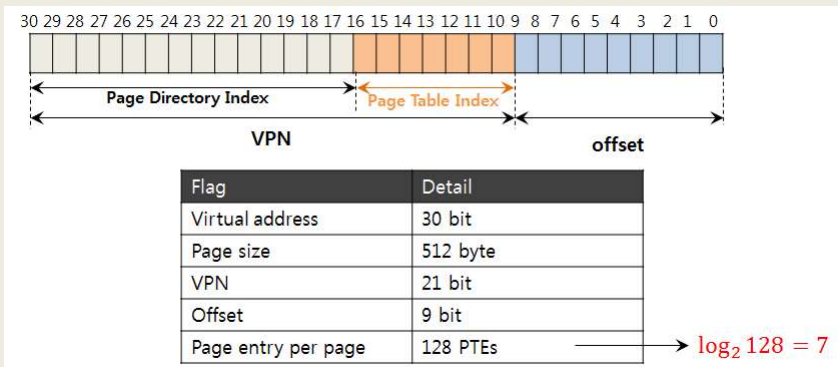 30 29 28 27 26 25 24 23 22 21 20 19 18 17 16 15 14 13 12 11 10 9 8 7 6 5 4 3 2 1 0
Page Directory Index
Page Table Index
VPN
offset
Flag Detail
Virtual address 30 bit
Page size 512 byte
VPN 21 bit
Offset 9 bit
Page entry per page 128 PTEs
log₂ 128 = 7